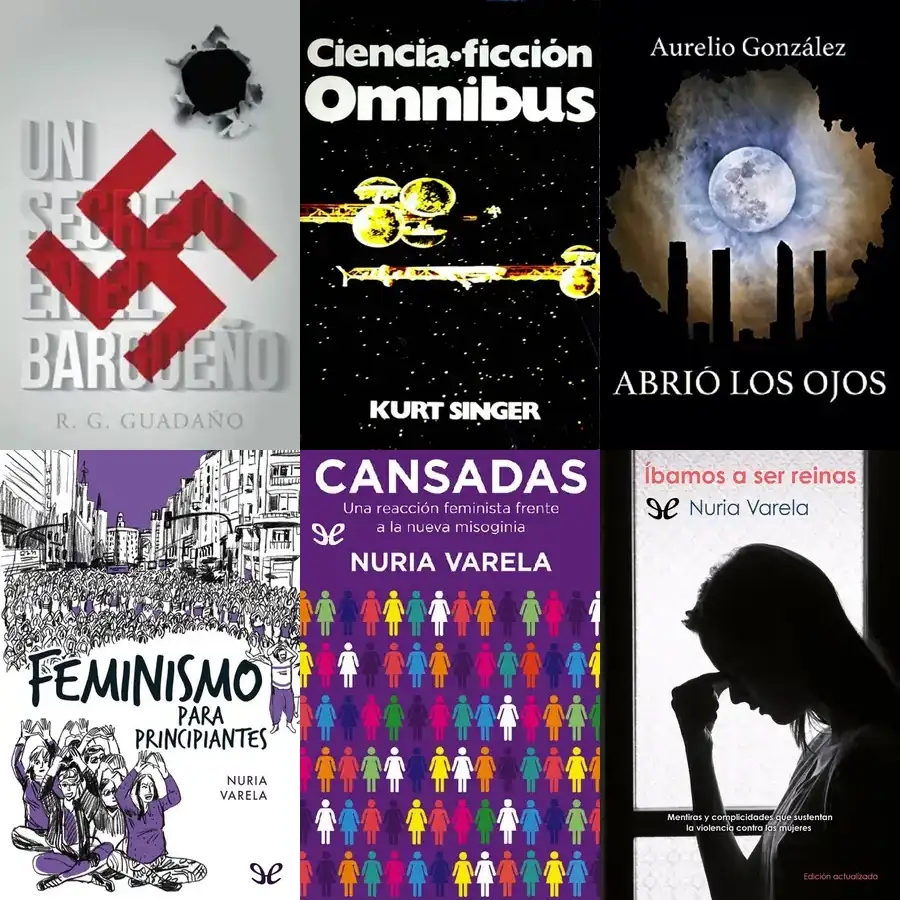 UN
SECRETO
EN EL
BARGUEÑO
R. G. GUADAÑO
Ciencia·ficción
Omnibus
KURT SINGER
Aurelio González
ABRIÓ LOS OJOS
FEMINISMO
PARA
PRINCIPIANTES
NURIA
VARELA
CANSADAS
Una reacción feminista frente
a la nueva misoginia
NURIA VARELA
Íbamos a ser reinas
Nuria Varela
Mentiras y complicidades que sustentan
la violencia contra las mujeres
Edición actualizada